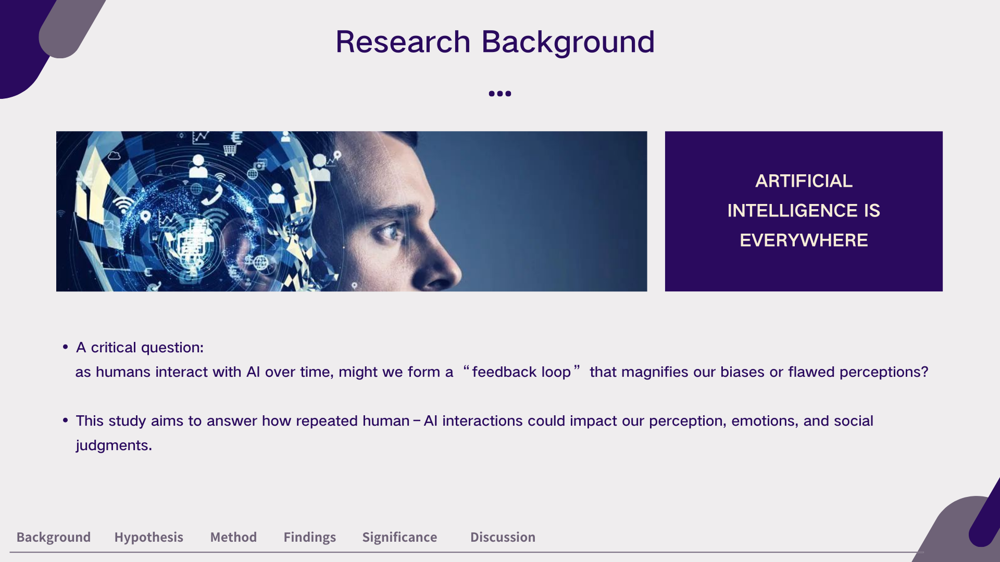 Research Background
...
ARTIFICIAL
INTELLIGENCE IS
EVERYWHERE
• A critical question:
as humans interact with AI over time, might we form a “feedback loop” that magnifies our biases or flawed perceptions?
• This study aims to answer how repeated human–AI interactions could impact our perception, emotions, and social
judgments.
Background Hypothesis Method Findings Significance Discussion